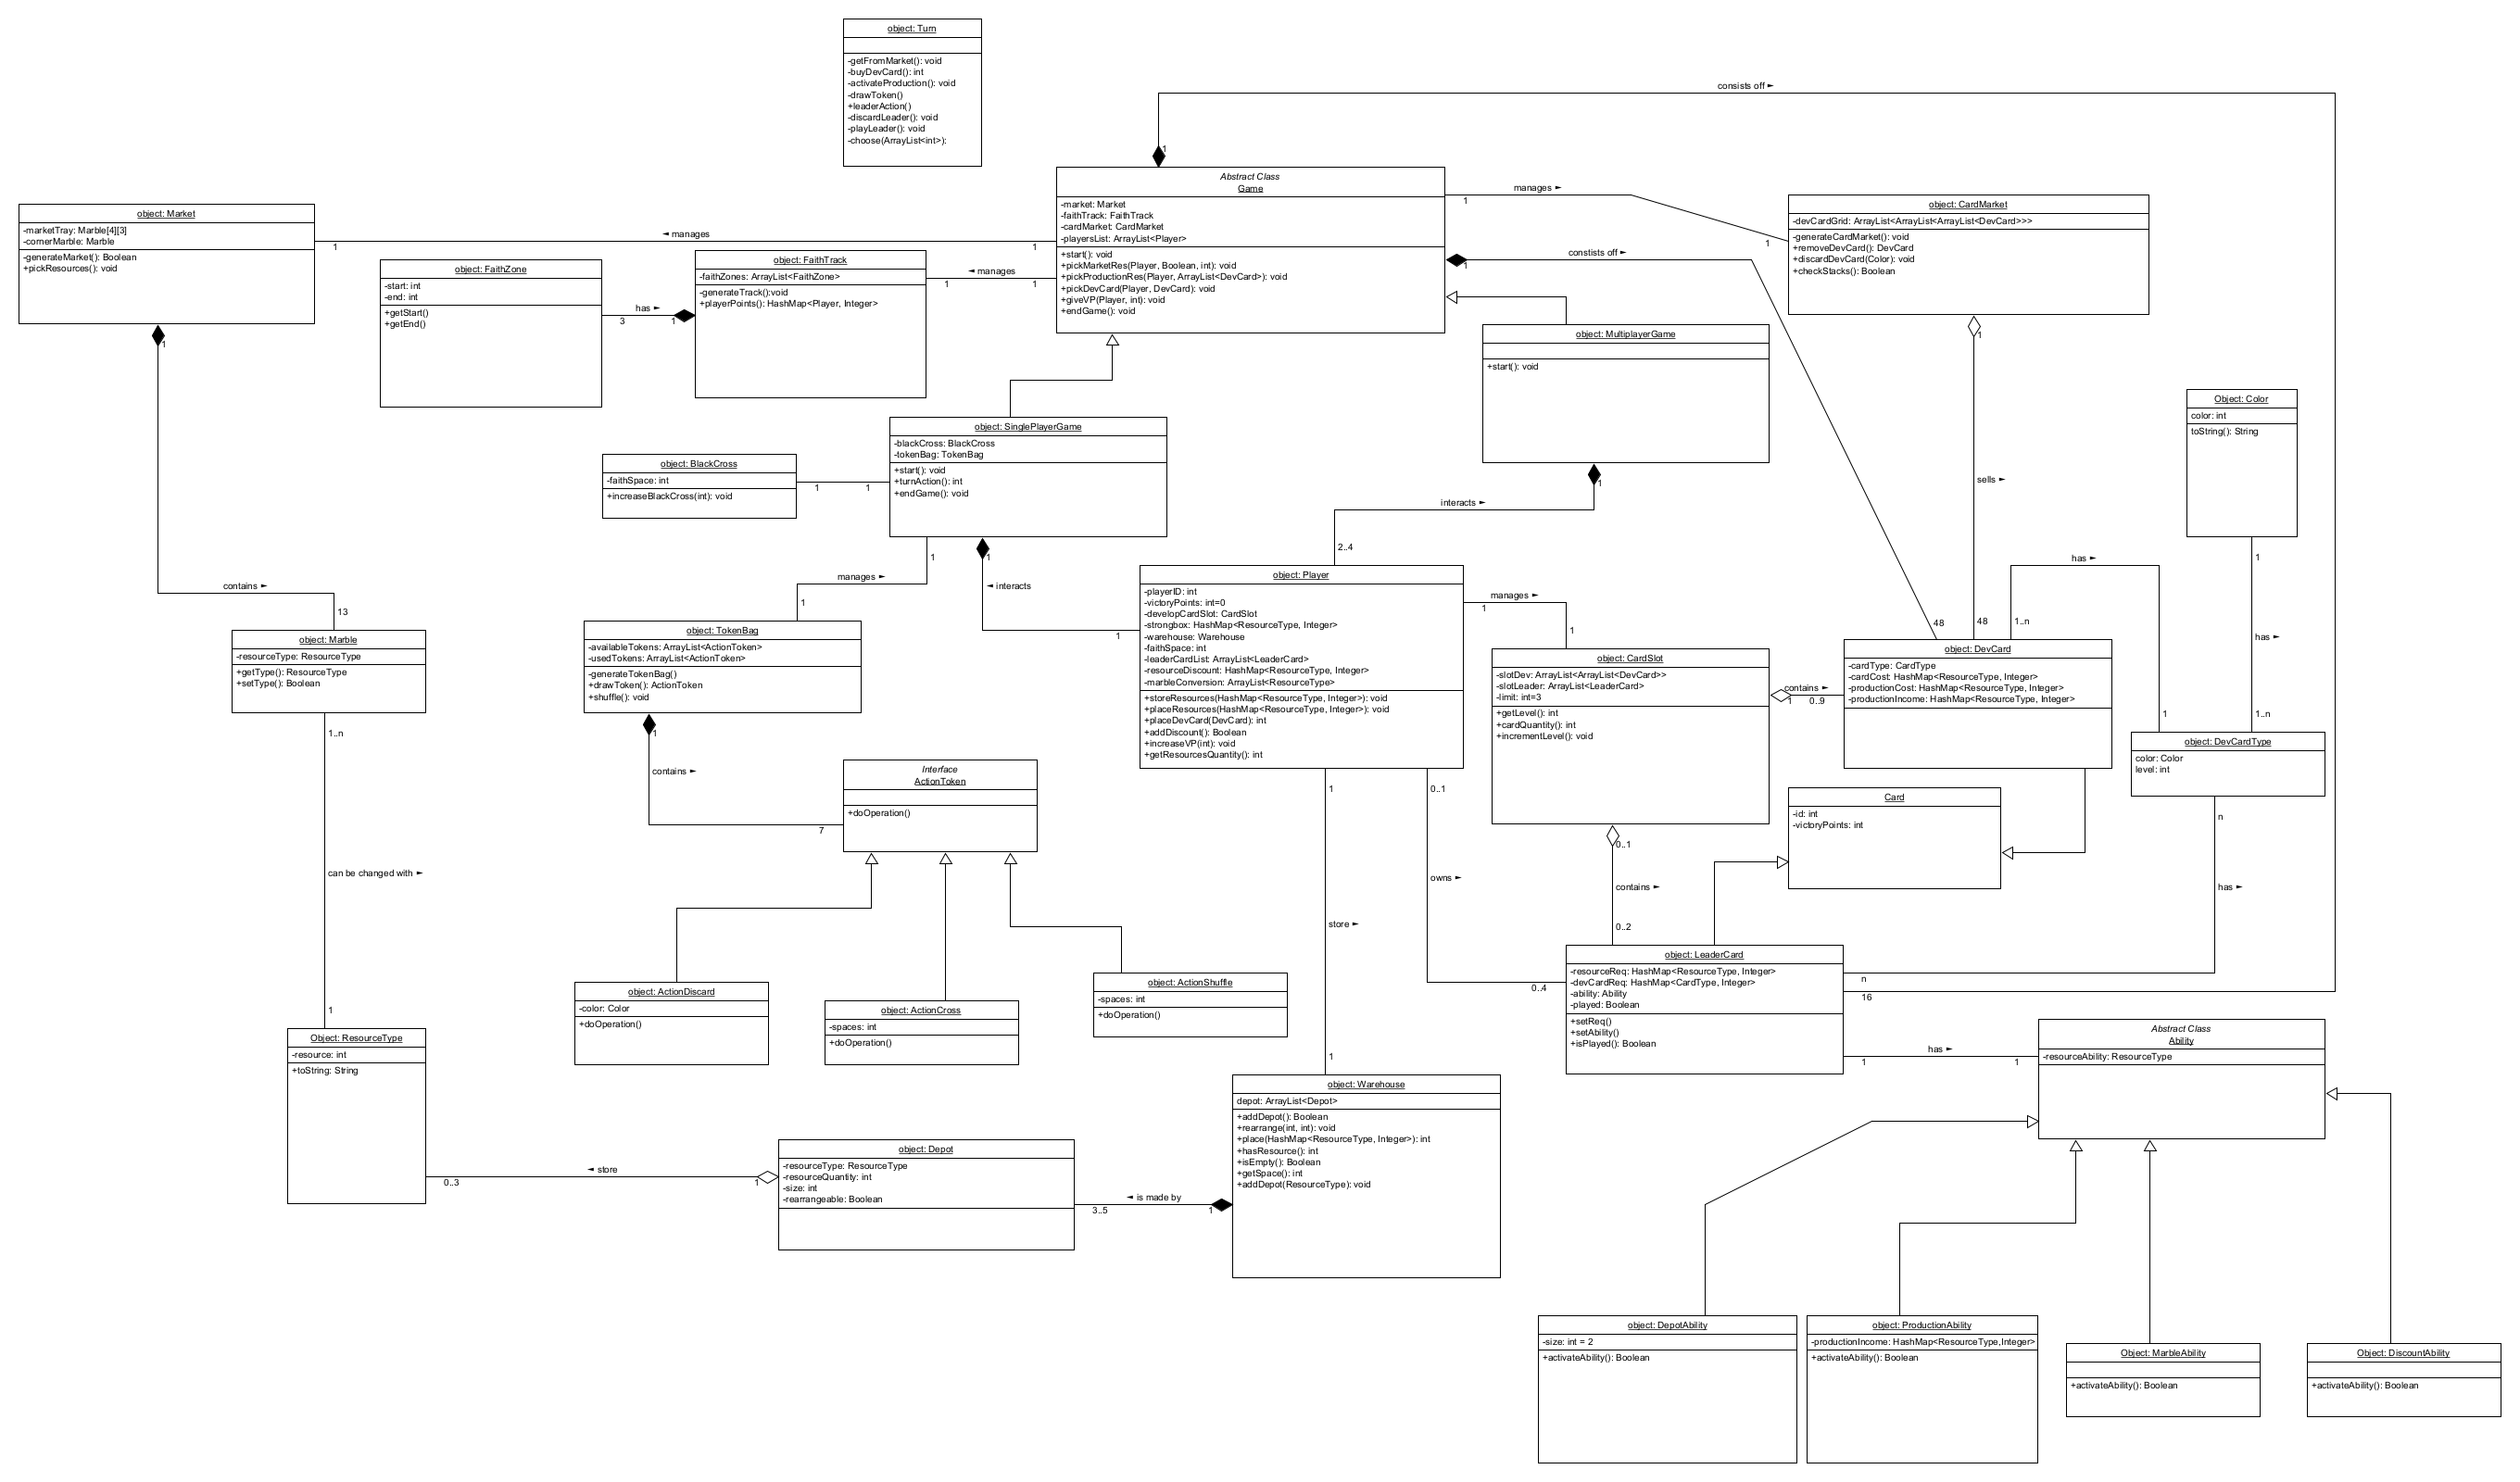 object: Turn
-getFromMarket(): void
-buyDevCard(): int
-activateProduction(): void
-drawToken()
+leaderAction()
-discardLeader(): void
-playLeader(): void
-choose(ArrayList<int>):
consists off ►
1
Abstract Class
Game
-market: Market
-faithTrack: FaithTrack
-cardMarket: CardMarket
-playersList: ArrayList<Player>
+start(): void
+pickMarketRes(Player, Boolean, int): void
+pickProductionRes(Player, ArrayList<DevCard>): void
+pickDevCard(Player, DevCard): void
+giveVP(Player, int): void
+endGame(): void
manages ►
1
1
object: CardMarket
-devCardGrid: ArrayList<ArrayList<ArrayList<DevCard>>>
-generateCardMarket(): void
+removeDevCard(): DevCard
+discardDevCard(Color): void
+checkStacks(): Boolean
object: Market
-marketTray: Marble[4][3]
-cornerMarble: Marble
-generateMarket(): Boolean
+pickResources(): void
◄ manages
1
1
object: FaithZone
-start: int
-end: int
+getStart()
+getEnd()
has ►
3
1
object: FaithTrack
-faithZones: ArrayList<FaithZone>
-generateTrack():void
+playerPoints(): HashMap<Player, Integer>
◄ manages
1
1
constists off ►
1
48
object: MultiplayerGame
+start(): void
1
interacts ►
2..4
1
sells ►
48
Object: Color
color: int
toString(): String
1
has ►
1..n
object: SinglePlayerGame
-blackCross: BlackCross
-tokenBag: TokenBag
+start(): void
+turnAction(): int
+endGame(): void
object: BlackCross
-faithSpace: int
+increaseBlackCross(int): void
1
1
1
manages ►
1
1
◄ interacts
1
1
contains ►
13
object: Marble
-resourceType: ResourceType
+getType(): ResourceType
+setType(): Boolean
object: TokenBag
-availableTokens: ArrayList<ActionToken>
-usedTokens: ArrayList<ActionToken>
-generateTokenBag()
+drawToken(): ActionToken
+shuffle(): void
object: Player
-playerID: int
-victoryPoints: int=0
-developCardSlot: CardSlot
-strongbox: HashMap<ResourceType, Integer>
-warehouse: Warehouse
-faithSpace: int
-leaderCardList: ArrayList<LeaderCard>
-resourceDiscount: HashMap<ResourceType, Integer>
-marbleConversion: ArrayList<ResourceType>
+storeResources(HashMap<ResourceType, Integer>): void
+placeResources(HashMap<ResourceType, Integer>): void
+placeDevCard(DevCard): int
+addDiscount(): Boolean
+increaseVP(int): void
+getResourcesQuantity(): int
manages ►
1
1
object: CardSlot
-slotDev: ArrayList<ArrayList<DevCard>>
-slotLeader: ArrayList<LeaderCard>
-limit: int=3
+getLevel(): int
+cardQuantity(): int
+incrementLevel(): void
contains ►
1
0..9
object: DevCard
-cardType: CardType
-cardCost: HashMap<ResourceType, Integer>
-productionCost: HashMap<ResourceType, Integer>
-productionIncome: HashMap<ResourceType, Integer>
has ►
1..n
1
object: DevCardType
color: Color
level: int
1
contains ►
7
Interface
ActionToken
+doOperation()
Card
-id: int
-victoryPoints: int
1..n
can be changed with ►
1
1
store ►
1
0..1
owns ►
0..4
0..1
contains ►
0..2
n
has ►
n
16
object: LeaderCard
-resourceReq: HashMap<ResourceType, Integer>
-devCardReq: HashMap<CardType, Integer>
-ability: Ability
-played: Boolean
+setReq()
+setAbility()
+isPlayed(): Boolean
object: ActionDiscard
-color: Color
+doOperation()
object: ActionCross
-spaces: int
+doOperation()
object: ActionShuffle
-spaces: int
+doOperation()
has ►
1
1
Abstract Class
Ability
-resourceAbility: ResourceType
Object: ResourceType
-resource: int
+toString: String
◄ store
0..3
1
object: Depot
-resourceType: ResourceType
-resourceQuantity: int
-size: int
-rearrangeable: Boolean
◄ is made by
3..5
1
object: Warehouse
depot: ArrayList<Depot>
+addDepot(): Boolean
+rearrange(int, int): void
+place(HashMap<ResourceType, Integer>): int
+hasResource(): int
+isEmpty(): Boolean
+getSpace(): int
+addDepot(ResourceType): void
object: DepotAbility
-size: int = 2
+activateAbility(): Boolean
object: ProductionAbility
-productionIncome: HashMap<ResourceType,Integer>
+activateAbility(): Boolean
Object: MarbleAbility
+activateAbility(): Boolean
Object: DiscountAbility
+activateAbility(): Boolean